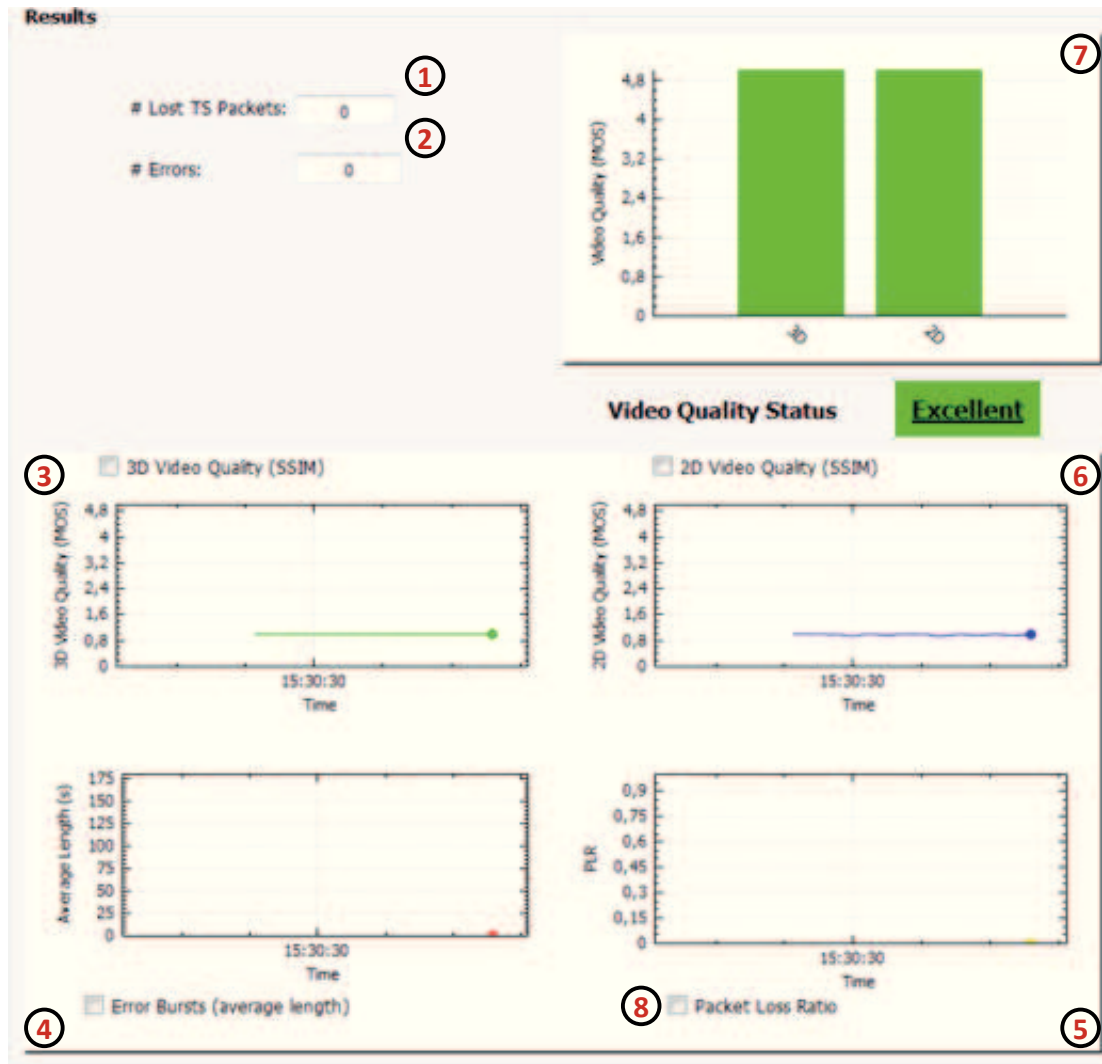 Results
1
# Lost TS Packets: 0
2
# Errors: 0
7
Video Quality (MOS)
4,8
4
3,2
2,4
1,6
0,8
0
3D 2D
Video Quality Status Excellent
3
3D Video Quality (SSIM)
3D Video Quality (MOS)
4,8
4
3,2
2,4
1,6
0,8
0
15:30:30
Time
2D Video Quality (SSIM)
6
2D Video Quality (MOS)
4,8
4
3,2
2,4
1,6
0,8
0
15:30:30
Time
Average Length (s)
175
150
125
100
75
50
25
0
15:30:30
Time
Error Bursts (average length)
4
PLR
0,9
0,75
0,6
0,45
0,3
0,15
0
15:30:30
Time
8
Packet Loss Ratio
5